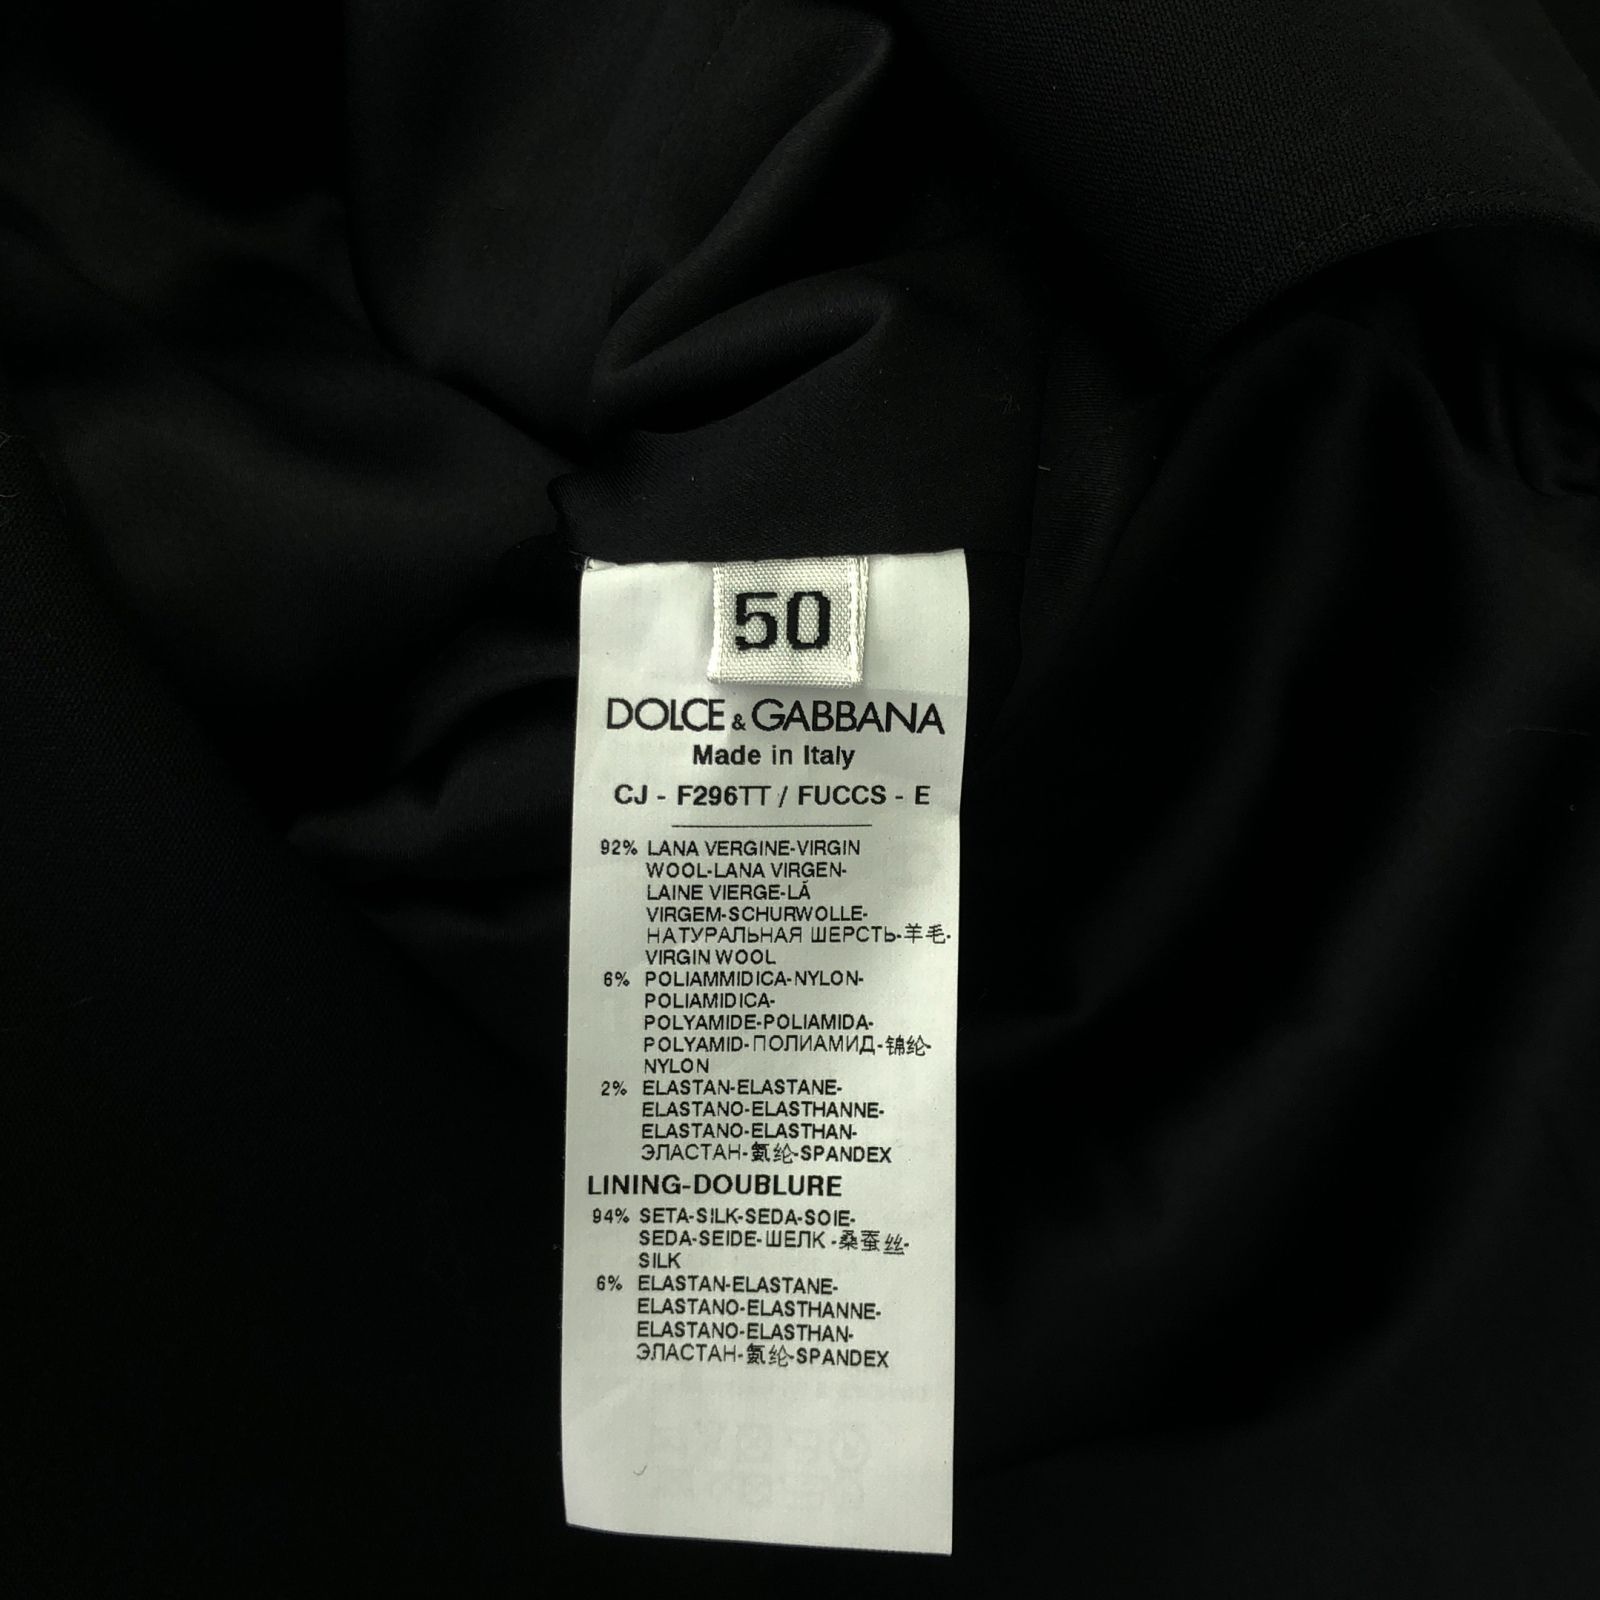 50
DOLCE & GABBANA
Made in Italy
CJ - F296TT / FUCCS - E
92% LANA VERGINE-VIRGIN
WOOL-LANA VIRGEN-
LAINE VIERGE-LÃ
VIRGEM-SCHURWOLLE-
НАТУРАЛЬНАЯ ШЕРСТЬ-羊毛-
VIRGIN WOOL
6% POLIAMMIDICA-NYLON-
POLIAMIDICA-
POLYAMIDE-POLIAMIDA-
POLYAMID-ПОЛИАМИД-锦纶-
NYLON
2% ELASTAN-ELASTANE-
ELASTANO-ELASTHANNE-
ELASTANO-ELASTHAN-
ЭЛАСТАН-氨纶-SPANDEX
LINING-DOUBLURE
94% SETA-SILK-SEDA-SOIE-
SEDA-SEIDE-ШЕЛК-桑蚕丝-
SILK
6% ELASTAN-ELASTANE-
ELASTANO-ELASTHANNE-
ELASTANO-ELASTHAN-
ЭЛАСТАН-氨纶-SPANDEX